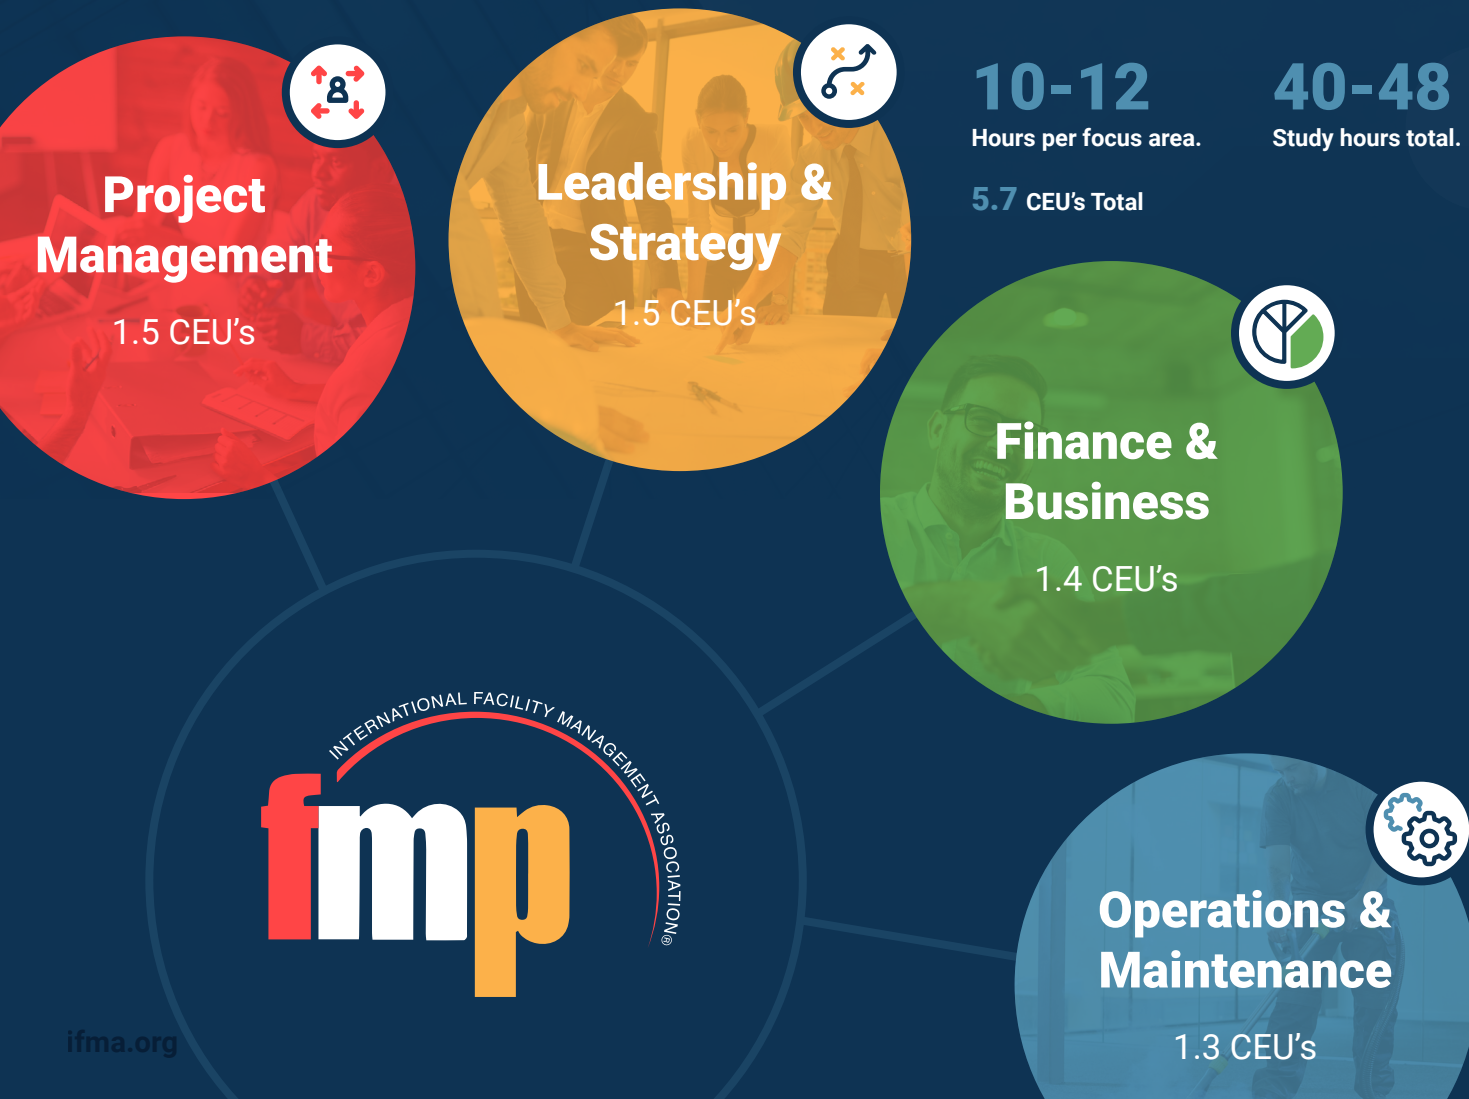 Project
Management
1.5 CEU’s
Leadership &
Strategy
1.5 CEU’s
10-12
Hours per focus area.
40-48
Study hours total.
5.7 CEU’s Total
Finance &
Business
1.4 CEU’s
INTERNATIONAL FACILITY MANAGEMENT ASSOCIATION®
fmp
Operations &
Maintenance
1.3 CEU’s
ifma.org